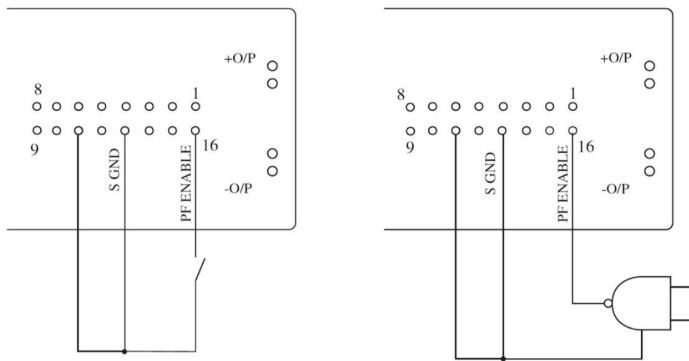 +O/P
8
1
9
16
S GND
PF ENABLE
-O/P
+O/P
8
1
9
16
S GND
PF ENABLE
-O/P